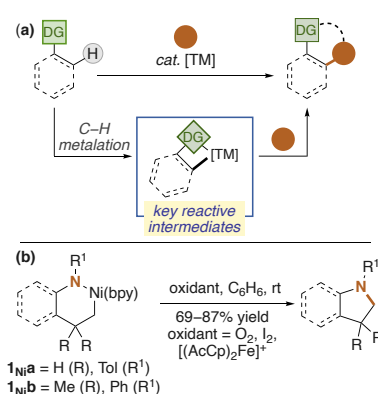 (a)
DG
H
cat. [TM]
DG
C–H
metalation
DG
[TM]
key reactive
intermediates
(b)
R¹
N
Ni(bpy)
R R
oxidant, C₆H₆, rt
69–87% yield
oxidant = O₂, I₂,
[(AcCp)₂Fe]⁺
R¹
N
R
R
1Nia = H (R), Tol (R¹)
1Nib = Me (R), Ph (R¹)